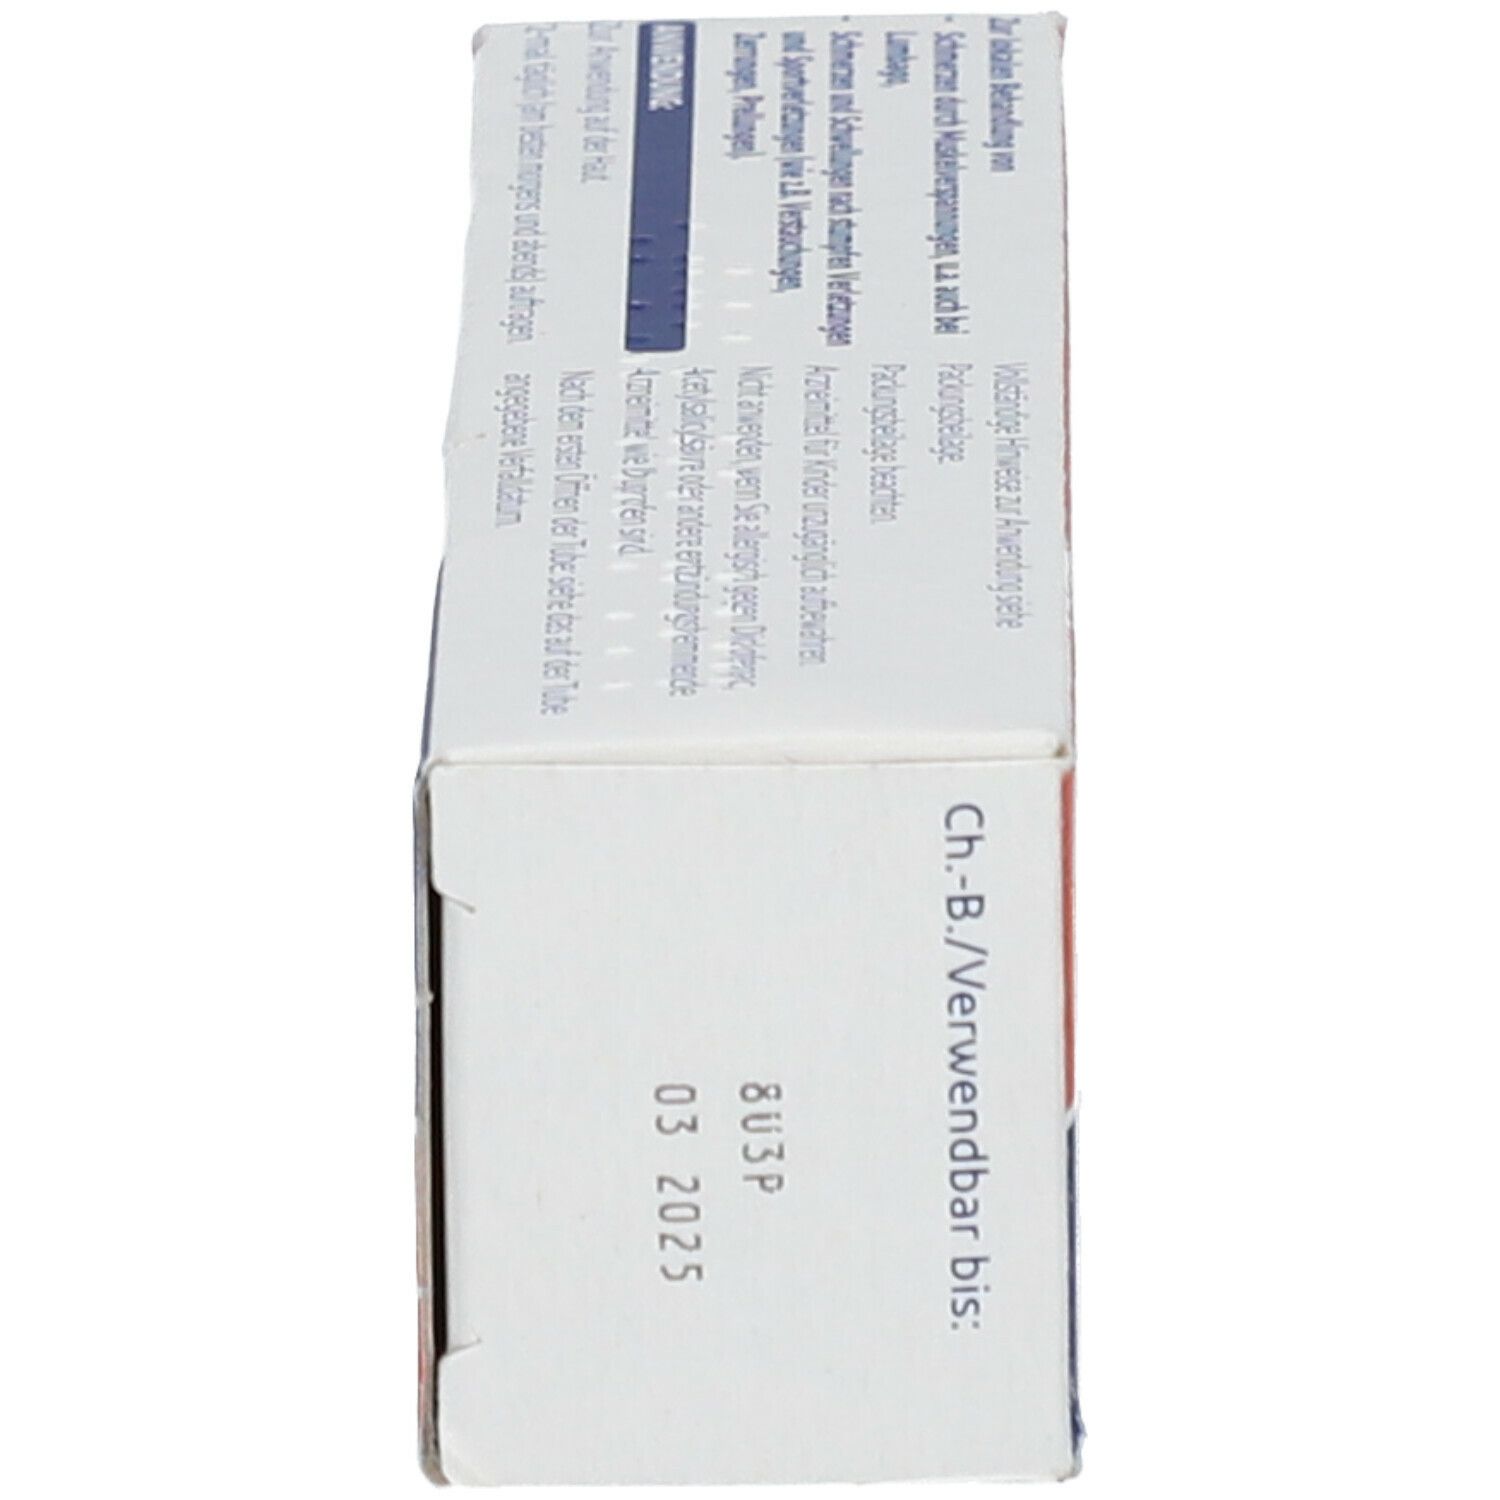 Zur lokalen Behandlung von
- Schmerzen durch Muskelverspannungen, u.a. auch bei
Lumbago,
- Schmerzen und Schwellungen nach stumpfen Verletzungen
und Sportverletzungen (wie z.B. Verstauchungen,
Zerrungen, Prellungen).
ANWENDUNG
Zur Anwendung auf der Haut.
2-mal täglich (am besten morgens und abends) auftragen.
Vollständige Hinweise zur Anwendung siehe
Packungsbeilage.
Packungsbeilage beachten.
Arzneimittel für Kinder unzugänglich aufbewahren.
Nicht anwenden, wenn Sie allergisch gegen Diclofenac,
Acetylsalicylsäure oder andere entzündungshemmende
Arzneimittel wie Ibuprofen sind.
Nach dem ersten Öffnen der Tube: siehe das auf der Tube
angegebene Verfalldatum.
Ch.-B./Verwendbar bis:
8U3P
03 2025